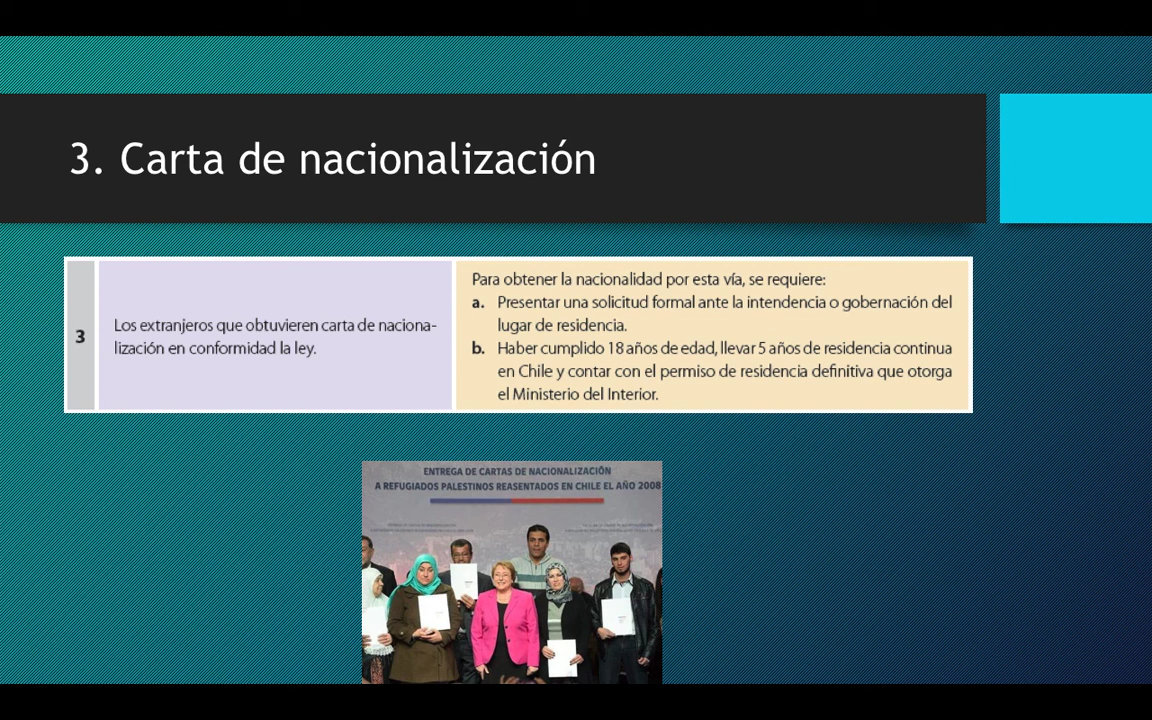 3. Carta de nacionalización
3
Los extranjeros que obtuvieren carta de naciona-
lización en conformidad la ley.
Para obtener la nacionalidad por esta vía, se requiere:
a. Presentar una solicitud formal ante la intendencia o gobernación del
lugar de residencia.
b. Haber cumplido 18 años de edad, llevar 5 años de residencia continua
en Chile y contar con el permiso de residencia definitiva que otorga
el Ministerio del Interior.
ENTREGA DE CARTAS DE NACIONALIZACIÓN
A REFUGIADOS PALESTINOS REASENTADOS EN CHILE EL AÑO 2008